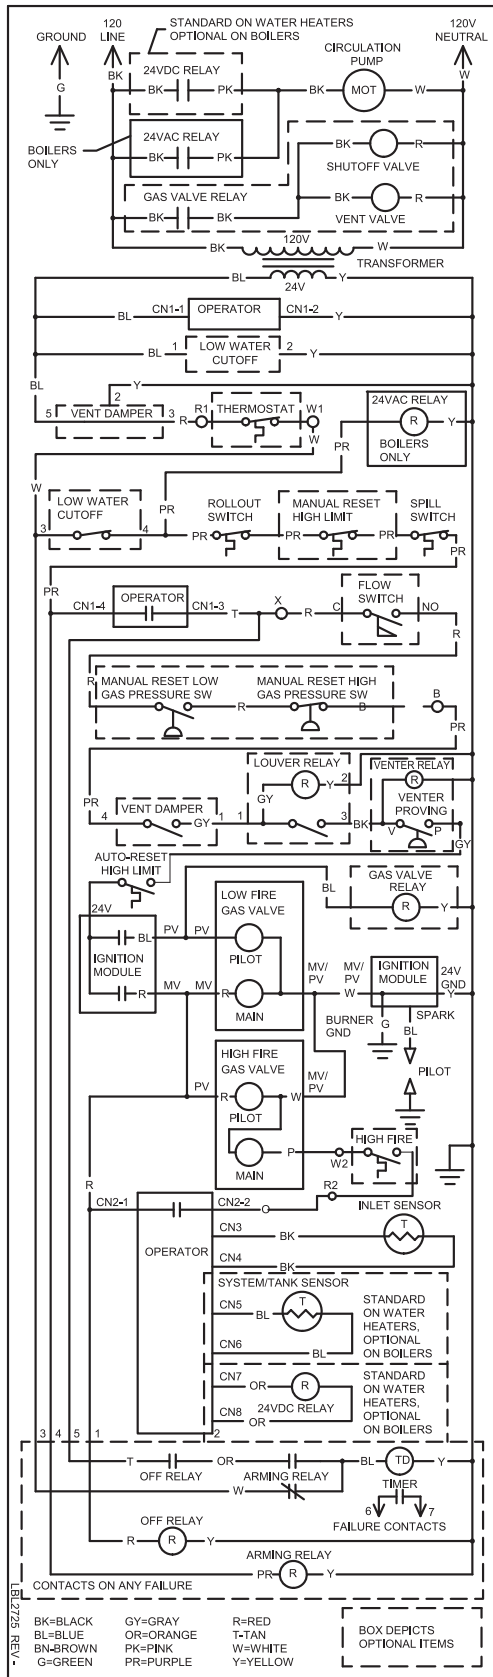 GROUND
120
LINE
STANDARD ON WATER HEATERS
OPTIONAL ON BOILERS
120V
NEUTRAL
BK
24VDC RELAY
CIRCULATION
PUMP
W
G
BK
PK
BK
MOT
W
24VAC RELAY
BOILERS
ONLY
BK
PK
BK
R
SHUTOFF VALVE
GAS VALVE RELAY
BK
BK
BK
R
VENT VALVE
BK
120V
W
TRANSFORMER
BL
24V
Y
BL
CN1-1
OPERATOR
CN1-2
Y
BL
1
LOW WATER
CUTOFF
2
Y
BL
2
Y
5
VENT DAMPER
3
R
R1
THERMOSTAT
W1
W
24VAC RELAY
R
Y
BOILERS
ONLY
PR
W
LOW WATER
CUTOFF
PR
ROLLOUT
SWITCH
MANUAL RESET
HIGH LIMIT
SPILL
SWITCH
3
4
PR
PR
PR
PR
PR
PR
OPERATOR
CN1-4
CN1-3
T
X
R
C
FLOW
SWITCH
NO
R
R
MANUAL RESET LOW
GAS PRESSURE SW
MANUAL RESET HIGH
GAS PRESSURE SW
R
B
B
PR
LOUVER RELAY
VENTER RELAY
R
Y
2
R
VENTER
PROVING
PR
4
VENT DAMPER
GY
1
1
GY
3
BK
V
P
GY
AUTO-RESET
HIGH LIMIT
24V
BL
GAS VALVE
RELAY
R
Y
LOW FIRE
GAS VALVE
BL
PV
PV
PILOT
IGNITION
MODULE
R
MV
MV
R
MAIN
MV/
PV
MV/
PV
W
IGNITION
MODULE
24V
GND
Y
BURNER
GND
G
SPARK
BL
PILOT
HIGH FIRE
GAS VALVE
PV
R
PILOT
W
MV/
PV
MAIN
P
W2
HIGH FIRE
R
R2
CN2-1
CN2-2
O
INLET SENSOR
OPERATOR
CN3
BK
T
CN4
BK
SYSTEM/TANK SENSOR
CN5
BL
T
CN6
BL
STANDARD
ON WATER
HEATERS,
OPTIONAL
ON BOILERS
CN7
OR
R
24VDC RELAY
CN8
OR
STANDARD
ON WATER
HEATERS,
OPTIONAL
ON BOILERS
3
4
5
1
2
T
OFF RELAY
OR
ARMING RELAY
BL
TD
Y
TIMER
W
6
7
FAILURE CONTACTS
OFF RELAY
R
R
Y
ARMING RELAY
PR
R
Y
CONTACTS ON ANY FAILURE
LBL2725 REV -
BK=BLACK
GY=GRAY
R=RED
BL=BLUE
OR=ORANGE
T-TAN
BN-BROWN
PK=PINK
W=WHITE
G=GREEN
PR=PURPLE
Y=YELLOW
BOX DEPICTS
OPTIONAL ITEMS